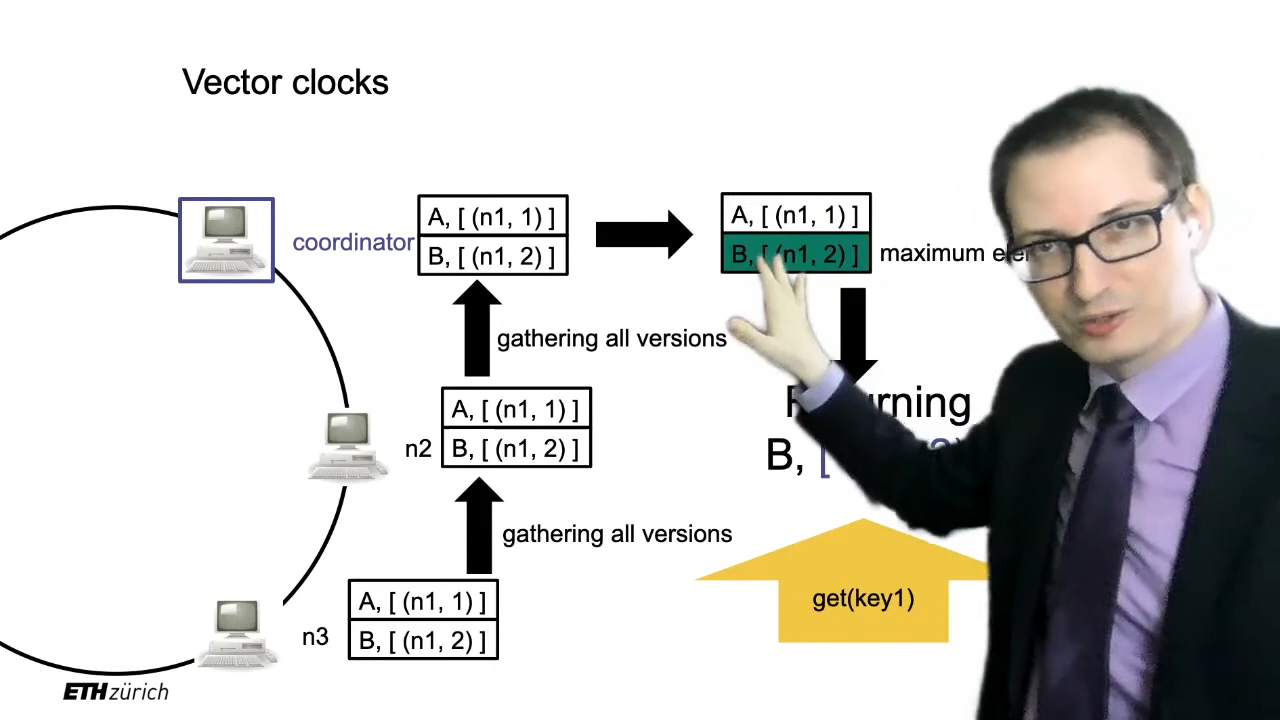 Vector clocks
coordinator
A, [ (n1, 1) ]
B, [ (n1, 2) ]
A, [ (n1, 1) ]
B, [ (n1, 2) ]
maximum
gathering all versions
n2
A, [ (n1, 1) ]
B, [ (n1, 2) ]
B, [
gathering all versions
get(key1)
n3
A, [ (n1, 1) ]
B, [ (n1, 2) ]
ETH zürich